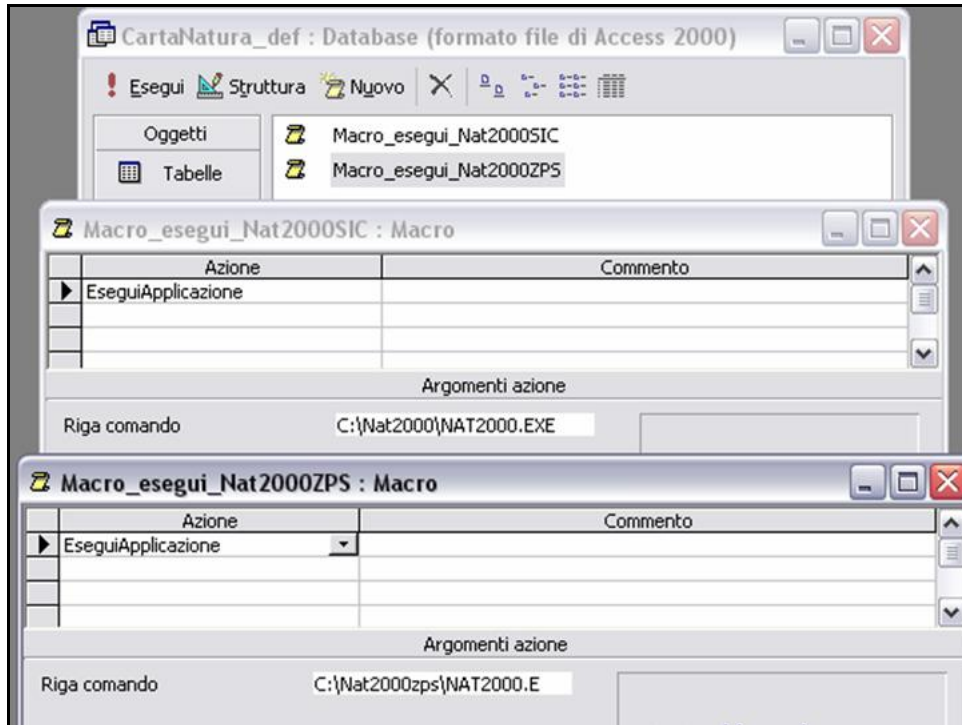 CartaNatura_def : Database (formato file di Access 2000)
Esegui Struttura Nuovo
Oggetti
Macro_esegui_Nat2000SIC
Tabelle
Macro_esegui_Nat2000ZPS
Macro_esegui_Nat2000SIC : Macro
Azione Commento
EseguiApplicazione
Argomenti azione
Riga comando C:\Nat2000\NAT2000.EXE
Macro_esegui_Nat2000ZPS : Macro
Azione Commento
EseguiApplicazione
Argomenti azione
Riga comando C:\Nat2000zps\NAT2000.E